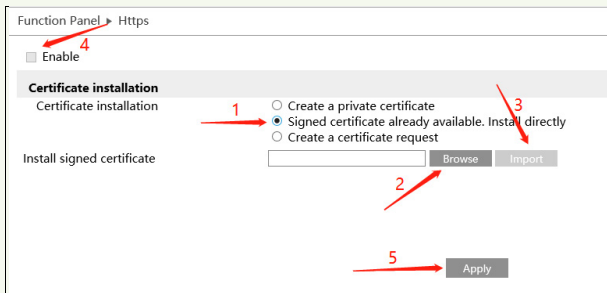 Function Panel ▸ Https
4
Enable
Certificate installation
Certificate installation
1
Create a private certificate
3
Signed certificate already available. Install directly
Create a certificate request
Install signed certificate
Browse
Import
2
5
Apply